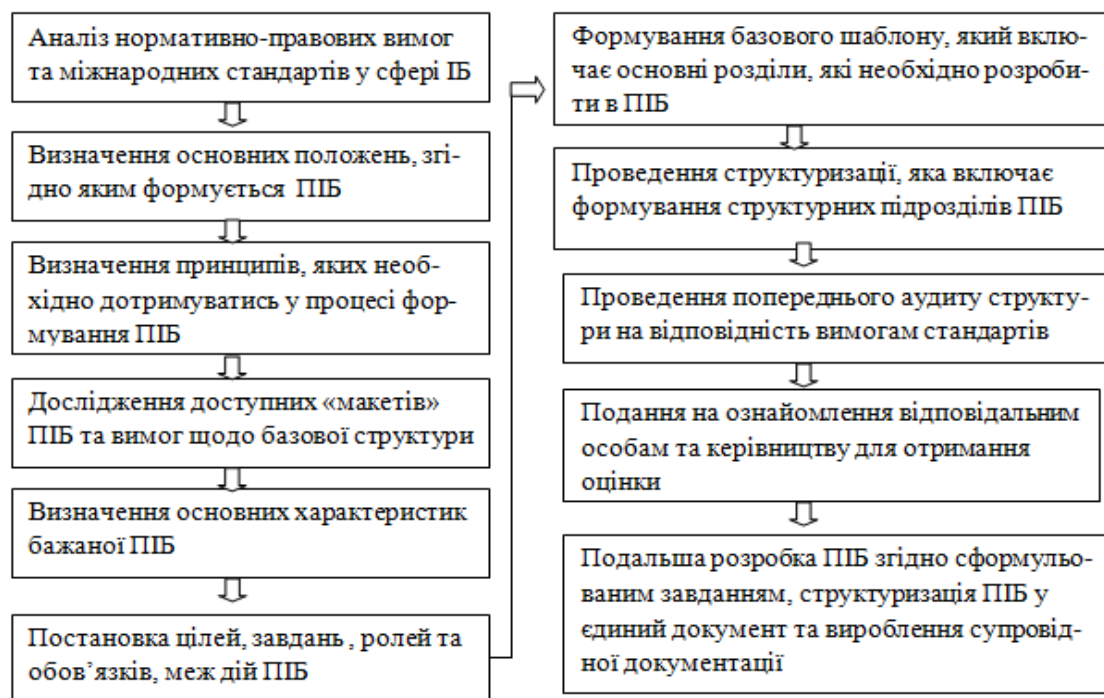 Аналіз нормативно-правових вимог
та міжнародних стандартів у сфері ІБ
Визначення основних положень, згі-
дно яким формується ПІБ
Визначення принципів, яких необ-
хідно дотримуватись у процесі фор-
мування ПІБ
Дослідження доступних «макетів»
ПІБ та вимог щодо базової структури
Визначення основних характеристик
бажаної ПІБ
Постановка цілей, завдань , ролей та
обов’язків, меж дій ПІБ
Формування базового шаблону, який вклю-
чає основні розділи, які необхідно розроби-
ти в ПІБ
Проведення структуризації, яка включає
формування структурних підрозділів ПІБ
Проведення попереднього аудиту структу-
ри на відповідність вимогам стандартів
Подання на ознайомлення відповідальним
особам та керівництву для отримання
оцінки
Подальша розробка ПІБ згідно сформульо-
ваним завданням, структуризація ПІБ у
єдиний документ та вироблення супровід-
ної документації